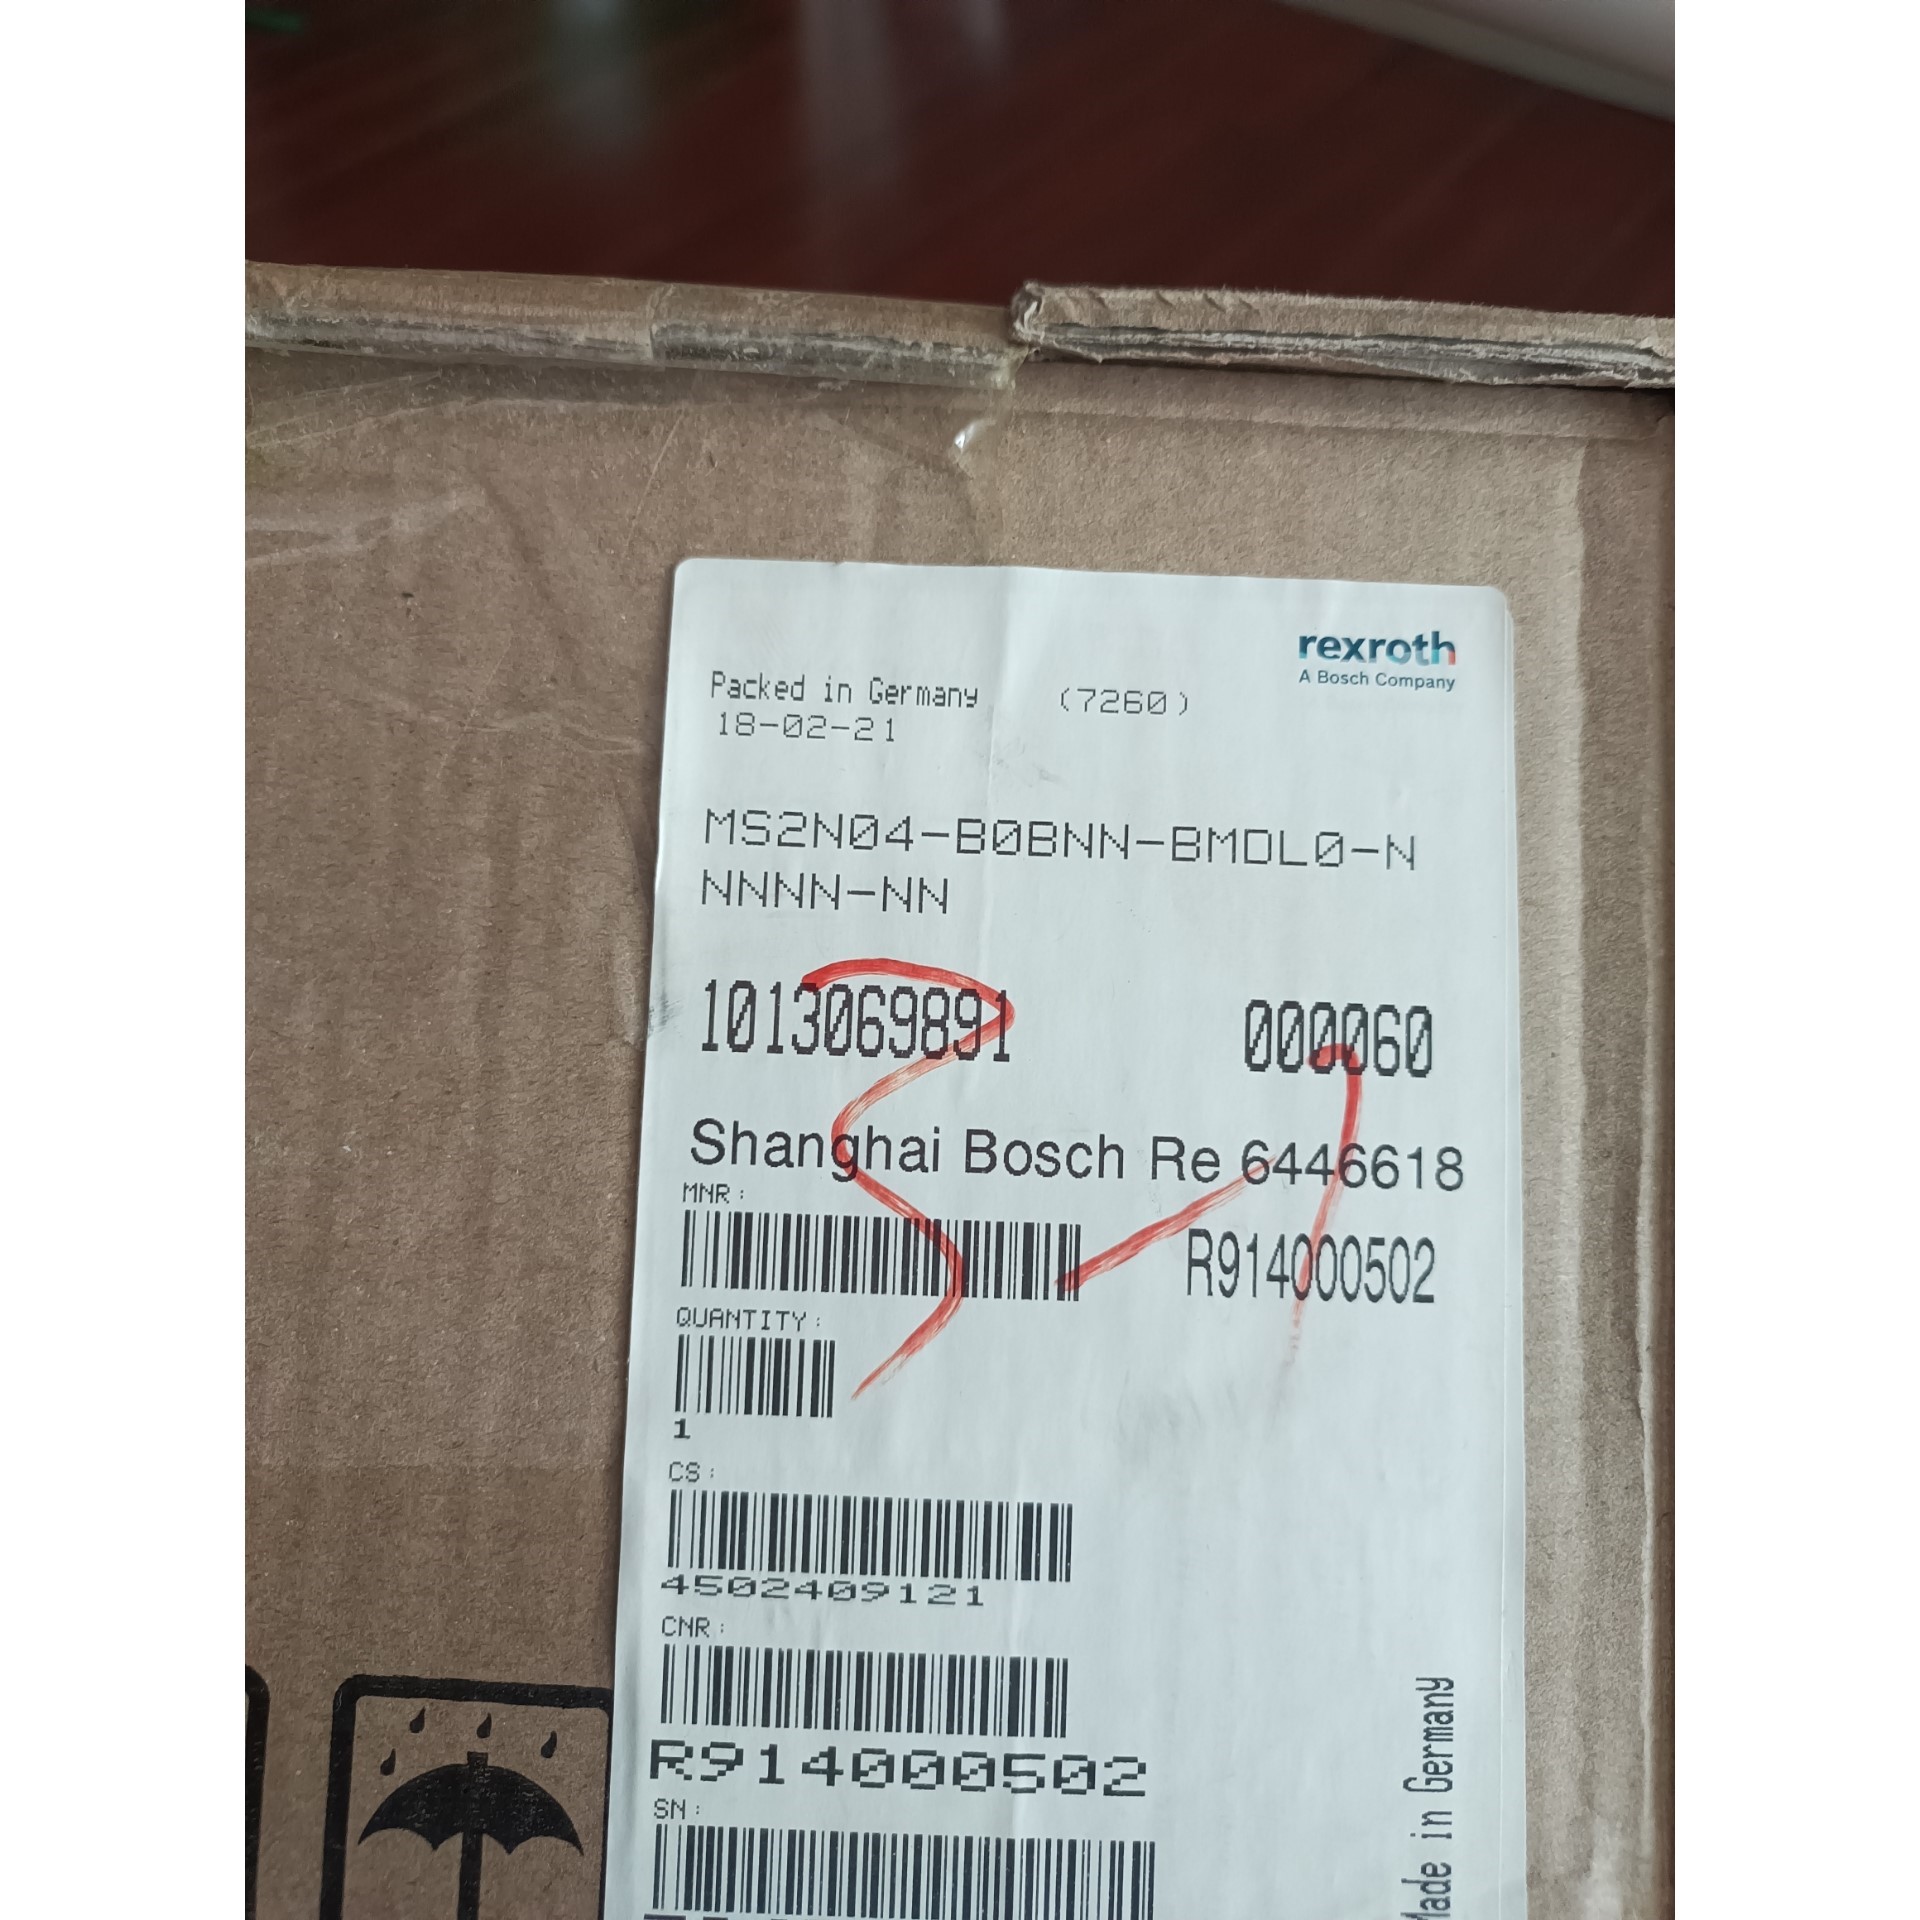 rexroth
A Bosch Company
Packed in Germany (7260)
18-02-21
MS2N04-B0BNN-BMDL0-N
NNNN-NN
1013069891 000060
Shanghai Bosch Re 6446618
MNR:
R914000502
QUANTITY:
1
CS:
4502409121
CNR:
R914000502
SN:
Made in Germany